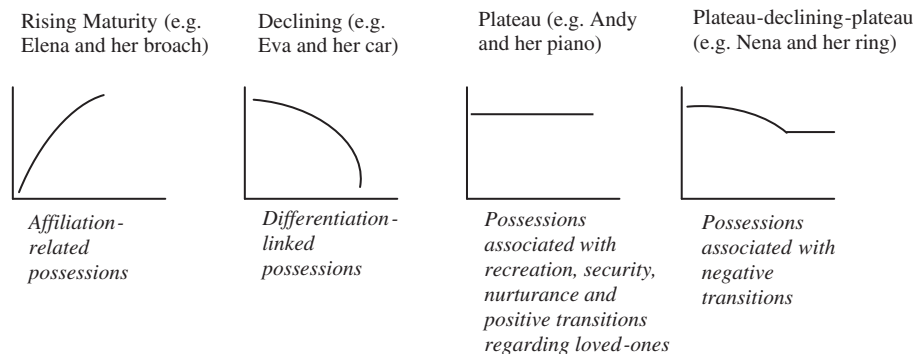 Rising Maturity (e.g.
Elena and her broach)
Declining (e.g.
Eva and her car)
Plateau (e.g. Andy
and her piano)
Plateau-declining-plateau
(e.g. Nena and her ring)
Affiliation-
related
possessions
Differentiation-
linked
possessions
Possessions
associated with
recreation, security,
nurturance and
positive transitions
regarding loved-ones
Possessions
associated with
negative
transitions